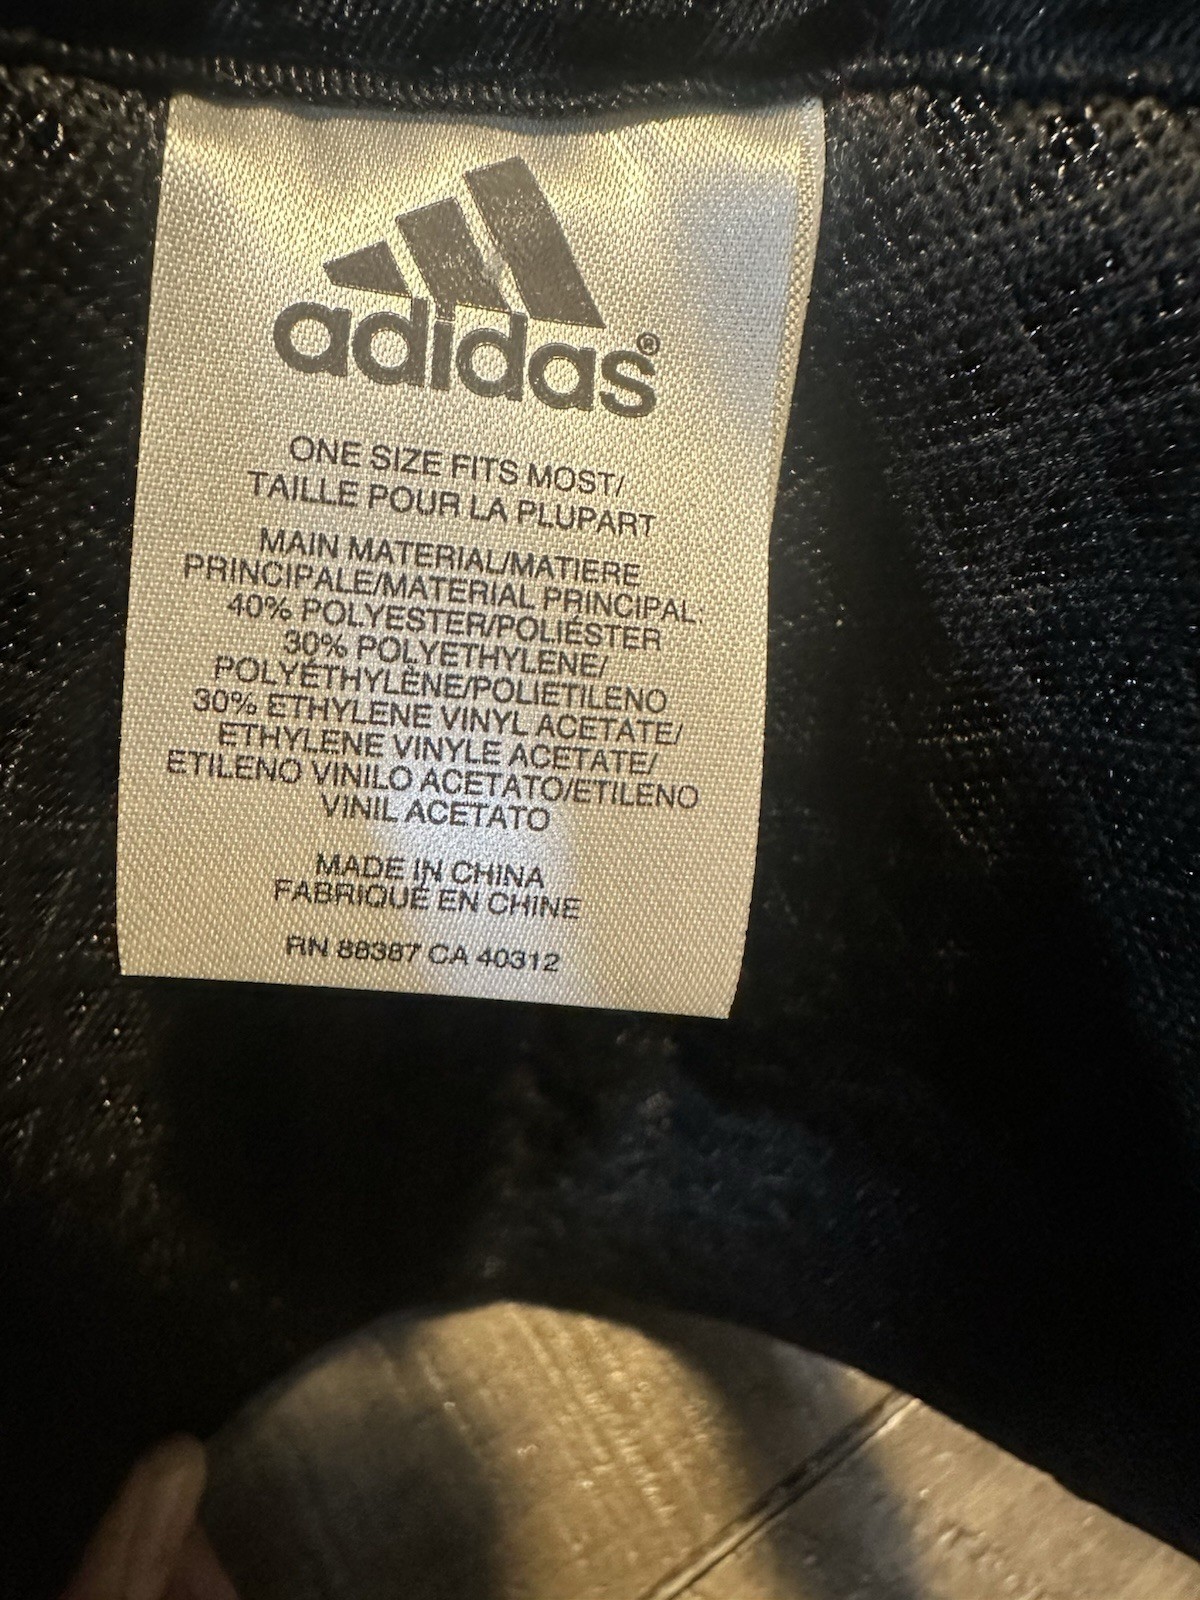 adidas®
ONE SIZE FITS MOST/
TAILLE POUR LA PLUPART
MAIN MATERIAL/MATIERE
PRINCIPALE/MATERIAL PRINCIPAL:
40% POLYESTER/POLIÉSTER
30% POLYETHYLENE/
POLYÉTHYLÈNE/POLIETILENO
30% ETHYLENE VINYL ACETATE/
ETHYLENE VINYLE ACETATE/
ETILENO VINILO ACETATO/ETILENO
VINIL ACETATO
MADE IN CHINA
FABRIQUÉ EN CHINE
RN 88387 CA 40312